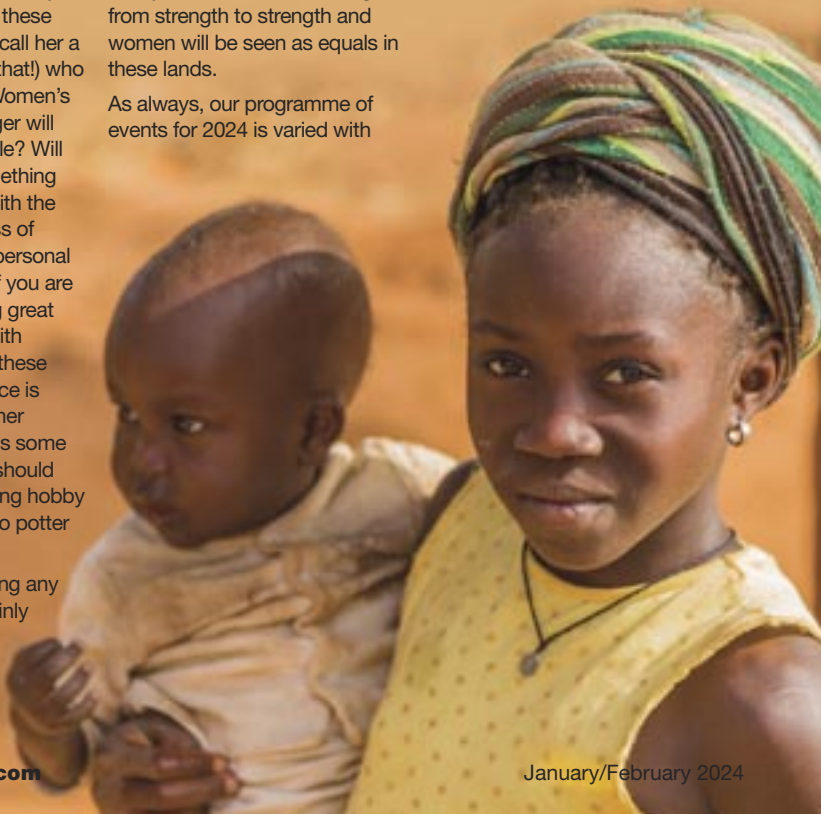 these
call her a
that!) who
Women's
ger will
le? Will
ething
ith the
s of
personal
f you are
g great
ith
these
ce is
her
s some
should
ng hobby
o potter
ng any
inly
from strength to strength and
women will be seen as equals in
these lands.
As always, our programme of
events for 2024 is varied with
com
January/February 2024